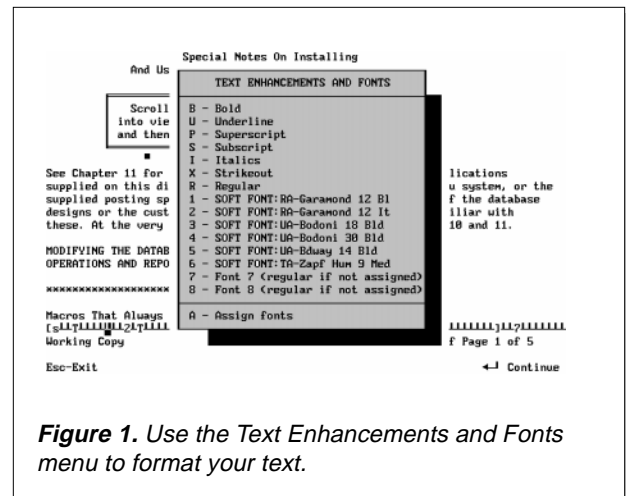 Special Notes On Installing
And Us
TEXT ENHANCEMENTS AND FONTS
Scroll
into vie
and then
B - Bold
U - Underline
P - Superscript
S - Subscript
I - Italics
X - Strikeout
R - Regular
1 - SOFT FONT:RA-Garamond 12 Bl
2 - SOFT FONT:RA-Garamond 12 It
3 - SOFT FONT:UA-Bodoni 18 Bld
4 - SOFT FONT:UA-Bodoni 30 Bld
5 - SOFT FONT:UA-Bdway 14 Bld
6 - SOFT FONT:TA-Zapf Hum 9 Med
7 - Font 7 (regular if not assigned)
8 - Font 8 (regular if not assigned)
A - Assign fonts
See Chapter 11 for
supplied on this di
supplied posting sp
designs or the cust
these. At the very
lications
u system, or the
f the database
iliar with
10 and 11.
MODIFYING THE DATAB
OPERATIONS AND REPO
xxxxxxxxxxxxxxxxxxx
Macros That Always
Working Copy
f Page 1 of 5
Esc-Exit
↵ Continue
Figure 1. Use the Text Enhancements and Fonts
menu to format your text.